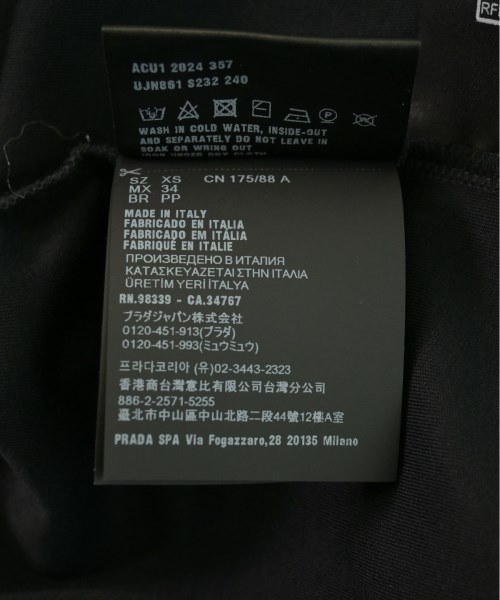 RF
ACU1 2024 357
UJN861 S232 240
WASH IN COLD WATER, INSIDE-OUT
AND SEPARATELY DO NOT LEAVE IN
SOAK OR WRING OUT
IRON UNDER DRY CLOTH
SZ XS CN 175/88 A
MX 34
BR PP
MADE IN ITALY
FABRICADO EN ITALIA
FABRICADO EM ITÁLIA
FABRIQUÉ EN ITALIE
ПРОИЗВЕДЕНО В ИТАЛИЯ
ΚΑΤΑΣΚΕΥΑΖΕΤΑΙ ΣΤΗΝ ΙΤΑΛΙΑ
ÜRETİM YERİ İTALYA
RN.98339 - CA.34767
プラダジャパン株式会社
0120-451-913(プラダ)
0120-451-993(ミュウミュウ)
프라다코리아 (유)02-3443-2323
香港商台灣意比有限公司台灣分公司
886-2-2571-5255
臺北市中山區中山北路二段44號12樓A室
PRADA SPA Via Fogazzaro,28 20135 Milano